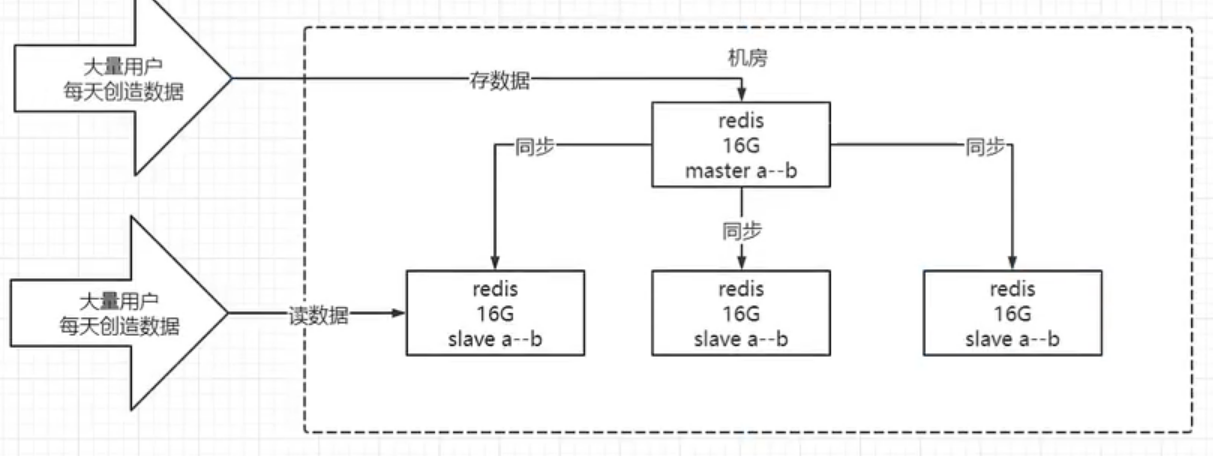 大量用户
每天创造数据
存数据
机房
redis
16G
master a--b
同步
同步
同步
大量用户
每天创造数据
读数据
redis
16G
slave a--b
redis
16G
slave a--b
redis
16G
slave a--b